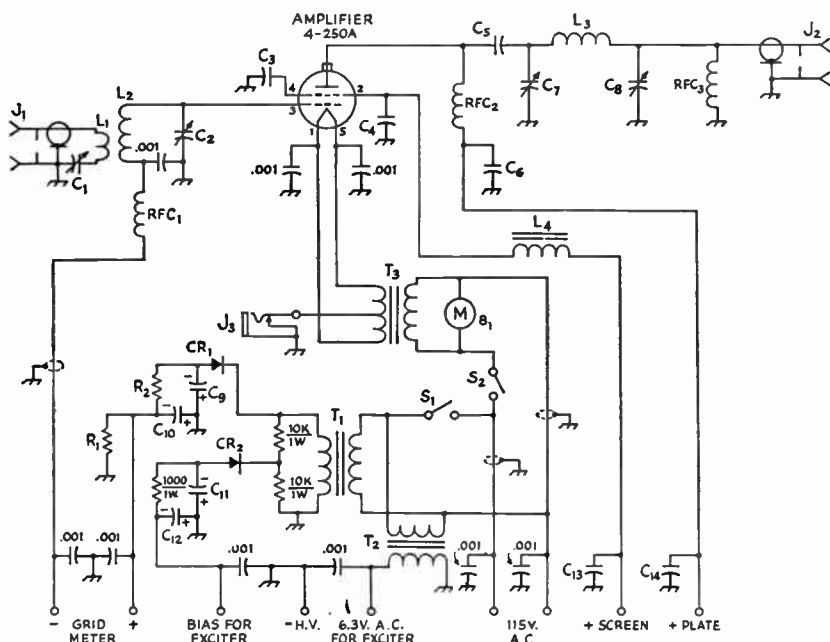 AMPLIFIER
4-250A
J1
L1
C1
L2
.001
C2
RFC1
C3
4
3
2
1
5
C4
.001
.001
RFC2
C5
C6
L3
C7
C8
RFC3
J2
L4
T3
J3
M
B1
S2
S1
CR1
R2
C9
C10
R1
CR2
1000
1W
C11
C12
10K
1W
10K
1W
T1
T2
.001
.001
.001
.001
.001
.001
C13
C14
- GRID +
METER
BIAS FOR
EXCITER
-H.V.
6.3V. A.C.
FOR EXCITER
115V.
A.C.
+ SCREEN
+ PLATE